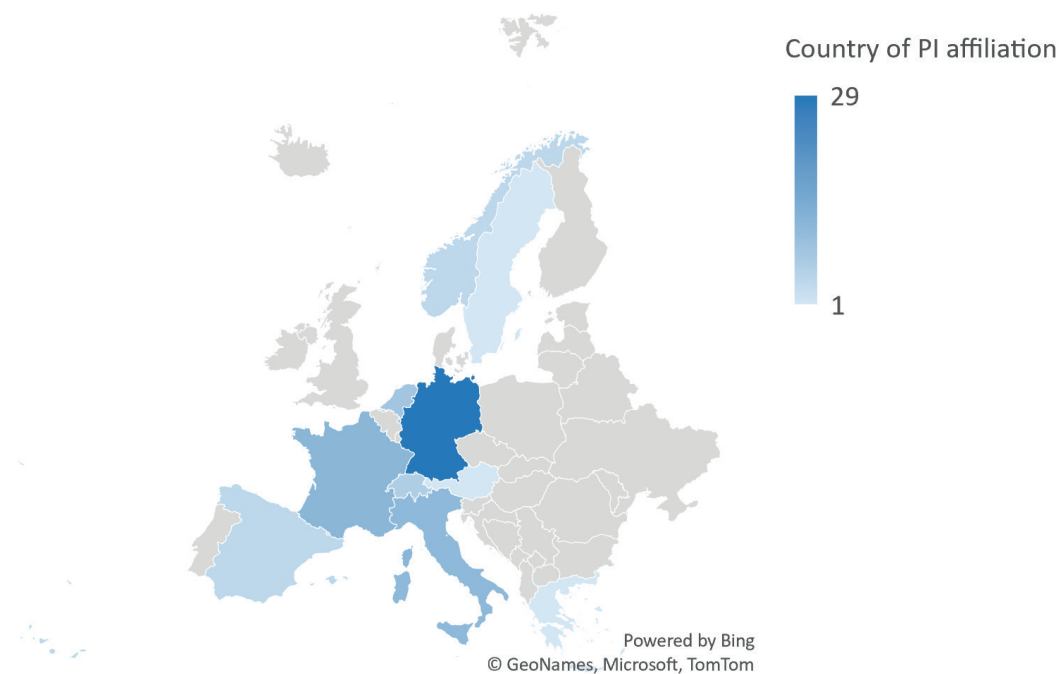 Country of PI affiliation
29
1
Powered by Bing
© GeoNames, Microsoft, TomTom